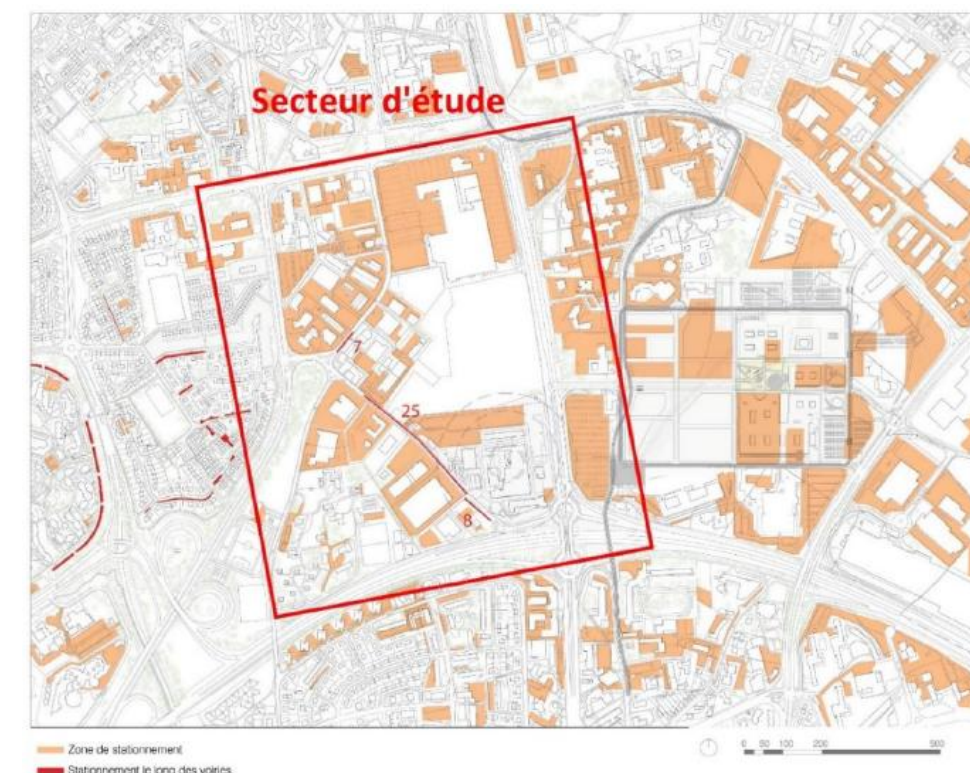 Secteur d'étude
7
25
8
Zone de stationnement
Stationnement le long des voiries
0 50 100 200 500